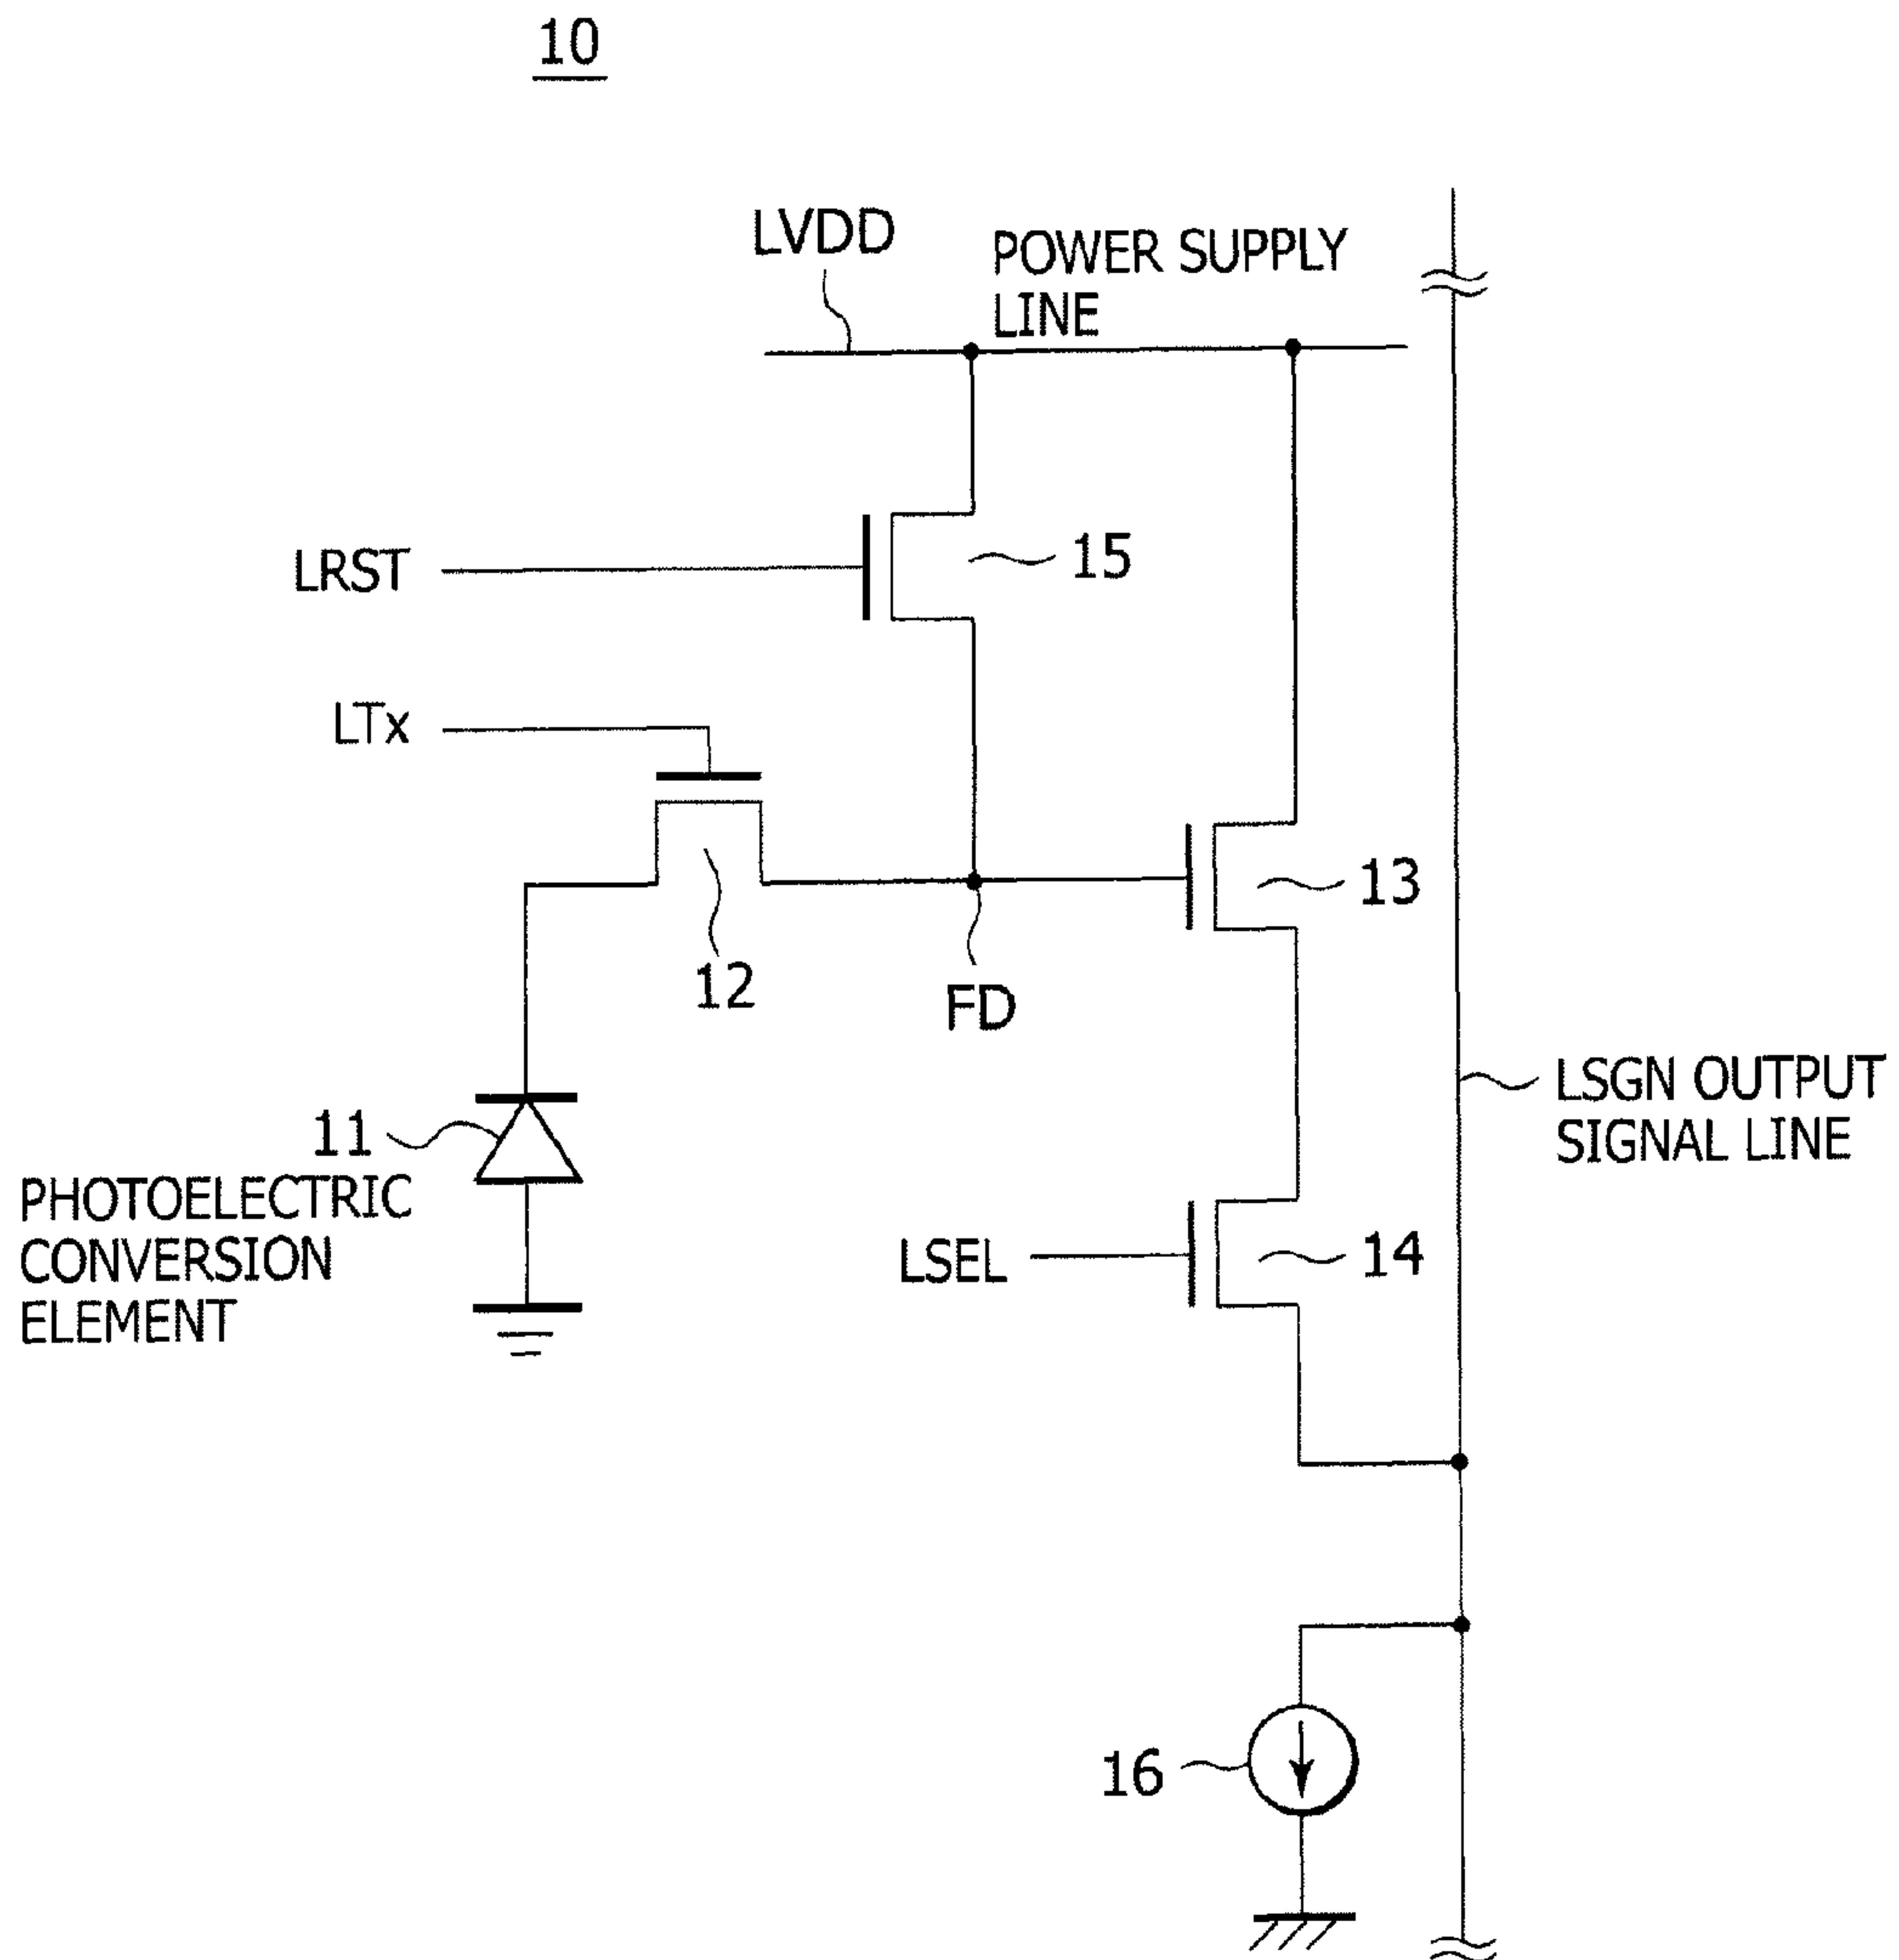 10
LVDD
POWER SUPPLY
LINE
LRST
15
LTx
13
12
FD
LSGN OUTPUT
SIGNAL LINE
11
PHOTOELECTRIC
CONVERSION
ELEMENT
LSEL
14
16